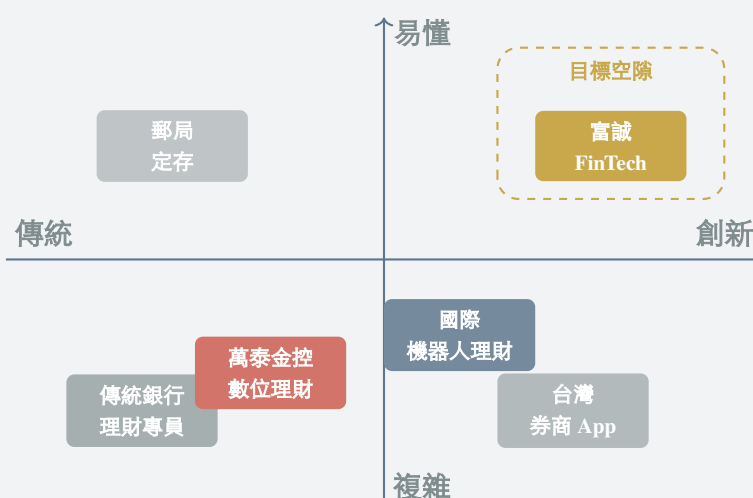 易懂
目標空隙
郵局
定存
富誠
FinTech
傳統
創新
國際
機器人理財
萬泰金控
數位理財
傳統銀行
理財專員
台灣
券商 App
複雜